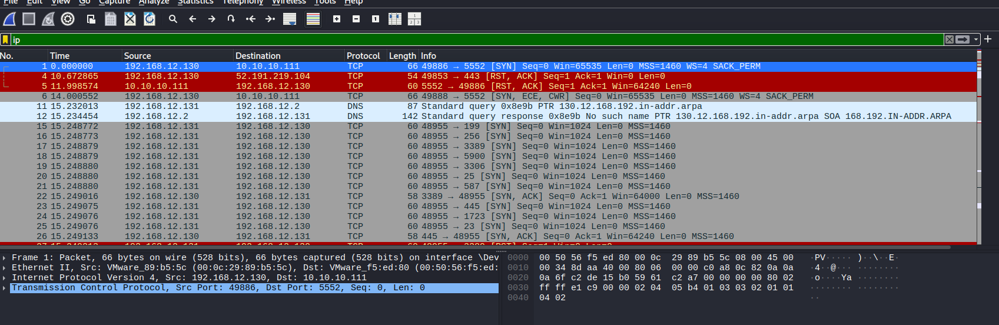 File Edit View Go Capture Analyze Statistics Telephony Wireless Tools Help
ip
No. Time Source Destination Protocol Length Info
1 0.000000 192.168.12.130 10.10.10.111 TCP 66 49886 → 5552 [SYN] Seq=0 Win=65535 Len=0 MSS=1460 WS=4 SACK_PERM
4 10.672865 192.168.12.130 52.191.219.104 TCP 54 49853 → 443 [RST, ACK] Seq=1 Ack=1 Win=0 Len=0
5 11.998574 10.10.10.111 192.168.12.130 TCP 60 5552 → 49886 [RST, ACK] Seq=1 Ack=1 Win=64240 Len=0
6 14.000552 192.168.12.130 10.10.10.111 TCP 66 49888 → 5552 [SYN, ECE, CWR] Seq=0 Win=65535 Len=0 MSS=1460 WS=4 SACK_PERM
11 15.232013 192.168.12.131 192.168.12.2 DNS 87 Standard query 0x8e9b PTR 130.12.168.192.in-addr.arpa
12 15.234454 192.168.12.2 192.168.12.131 DNS 142 Standard query response 0x8e9b No such name PTR 130.12.168.192.in-addr.arpa SOA 168.192.IN-ADDR.ARPA
15 15.248772 192.168.12.131 192.168.12.130 TCP 60 48955 → 199 [SYN] Seq=0 Win=1024 Len=0 MSS=1460
16 15.248773 192.168.12.131 192.168.12.130 TCP 60 48955 → 256 [SYN] Seq=0 Win=1024 Len=0 MSS=1460
17 15.248879 192.168.12.131 192.168.12.130 TCP 60 48955 → 3389 [SYN] Seq=0 Win=1024 Len=0 MSS=1460
18 15.248879 192.168.12.131 192.168.12.130 TCP 60 48955 → 5900 [SYN] Seq=0 Win=1024 Len=0 MSS=1460
19 15.248880 192.168.12.131 192.168.12.130 TCP 60 48955 → 3306 [SYN] Seq=0 Win=1024 Len=0 MSS=1460
20 15.248880 192.168.12.131 192.168.12.130 TCP 60 48955 → 25 [SYN] Seq=0 Win=1024 Len=0 MSS=1460
21 15.248880 192.168.12.131 192.168.12.130 TCP 60 48955 → 587 [SYN] Seq=0 Win=1024 Len=0 MSS=1460
22 15.249016 192.168.12.130 192.168.12.131 TCP 58 3389 → 48955 [SYN, ACK] Seq=0 Ack=1 Win=64000 Len=0 MSS=1460
23 15.249075 192.168.12.131 192.168.12.130 TCP 60 48955 → 445 [SYN] Seq=0 Win=1024 Len=0 MSS=1460
24 15.249076 192.168.12.131 192.168.12.130 TCP 60 48955 → 1723 [SYN] Seq=0 Win=1024 Len=0 MSS=1460
25 15.249076 192.168.12.131 192.168.12.130 TCP 60 48955 → 23 [SYN] Seq=0 Win=1024 Len=0 MSS=1460
26 15.249133 192.168.12.130 192.168.12.131 TCP 58 445 → 48955 [SYN, ACK] Seq=0 Ack=1 Win=64240 Len=0 MSS=1460
Frame 1: Packet, 66 bytes on wire (528 bits), 66 bytes captured (528 bits) on interface \Dev
Ethernet II, Src: VMware_89:b5:5c (00:0c:29:89:b5:5c), Dst: VMware_f5:ed:80 (00:50:56:f5:ed:
Internet Protocol Version 4, Src: 192.168.12.130, Dst: 10.10.10.111
Transmission Control Protocol, Src Port: 49886, Dst Port: 5552, Seq: 0, Len: 0
0000 00 50 56 f5 ed 80 00 0c 29 89 b5 5c 08 00 45 00 ·PV····· )··\··E·
0010 00 34 8d aa 40 00 80 06 00 00 c0 a8 0c 82 0a 0a ·4··@··· ········
0020 0a 6f c2 de 15 b0 59 61 c2 a7 00 00 00 00 80 02 ·o····Ya ········
0030 ff ff e1 c9 00 00 02 04 05 b4 01 03 03 02 01 01 ········ ········
0040 04 02 ··